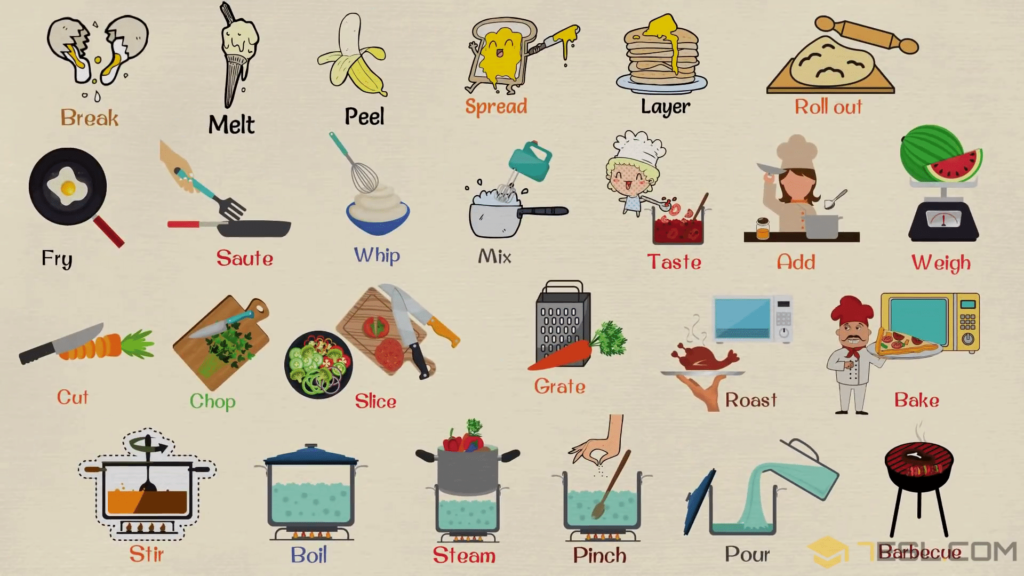 Break
Melt
Peel
Spread
Layer
Roll out
Fry
Saute
Whip
Mix
Taste
Add
Weigh
Cut
Chop
Slice
Grate
Roast
Bake
Stir
Boil
Steam
Pinch
Pour
Barbecue
7ESL.COM